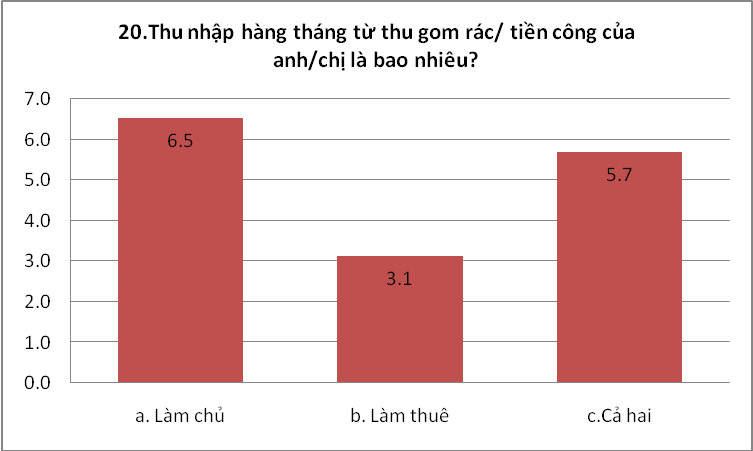 20.Thu nhập hàng tháng từ thu gom rác/ tiền công của
anh/chị là bao nhiêu?
7.0
6.0
5.0
4.0
3.0
2.0
1.0
0.0
6.5
3.1
5.7
a. Làm chủ
b. Làm thuê
c.Cả hai